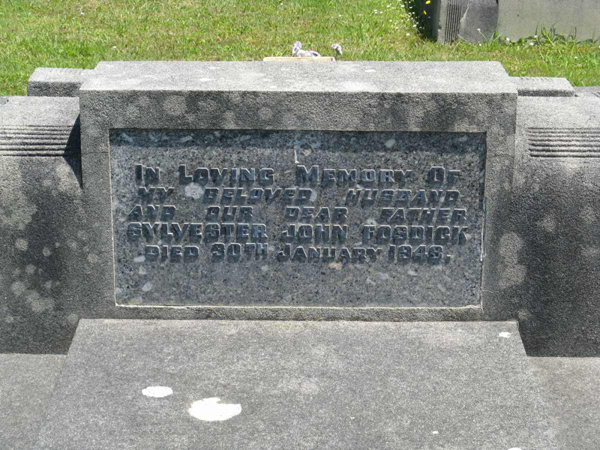 In Loving Memory Of
My Beloved Husband
And Our Dear Father
Sylvester John Fosdick
Died 30th January 1948.